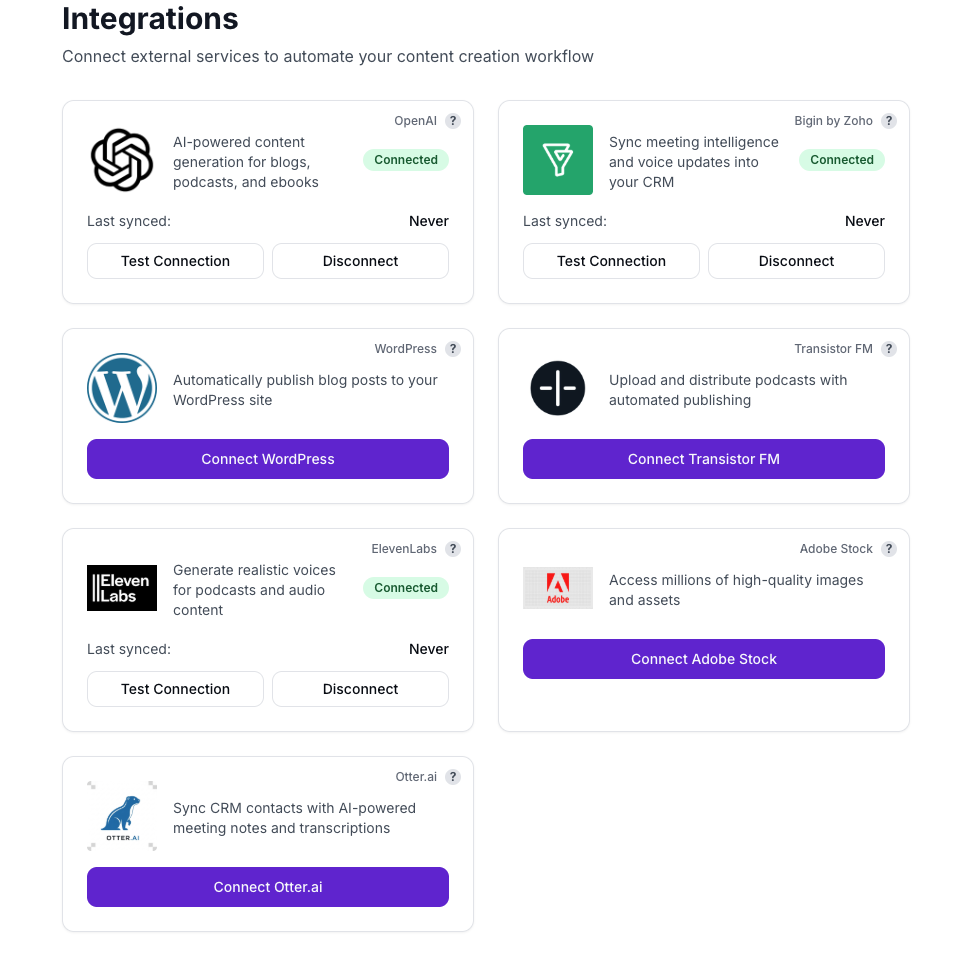 Integrations
Connect external services to automate your content creation workflow
OpenAI ?
AI-powered content
generation for blogs,
podcasts, and ebooks
Connected
Last synced:
Never
Test Connection
Disconnect
Bigin by Zoho ?
Sync meeting intelligence
and voice updates into
your CRM
Connected
Last synced:
Never
Test Connection
Disconnect
WordPress ?
W
Automatically publish blog posts to your
WordPress site
Connect WordPress
Transistor FM ?
Upload and distribute podcasts with
automated publishing
Connect Transistor FM
ElevenLabs ?
Eleven
Labs
Generate realistic voices
for podcasts and audio
content
Connected
Last synced:
Never
Test Connection
Disconnect
Adobe Stock ?
Adobe
Access millions of high-quality images
and assets
Connect Adobe Stock
Otter.ai ?
OTTER.AI
Sync CRM contacts with AI-powered
meeting notes and transcriptions
Connect Otter.ai